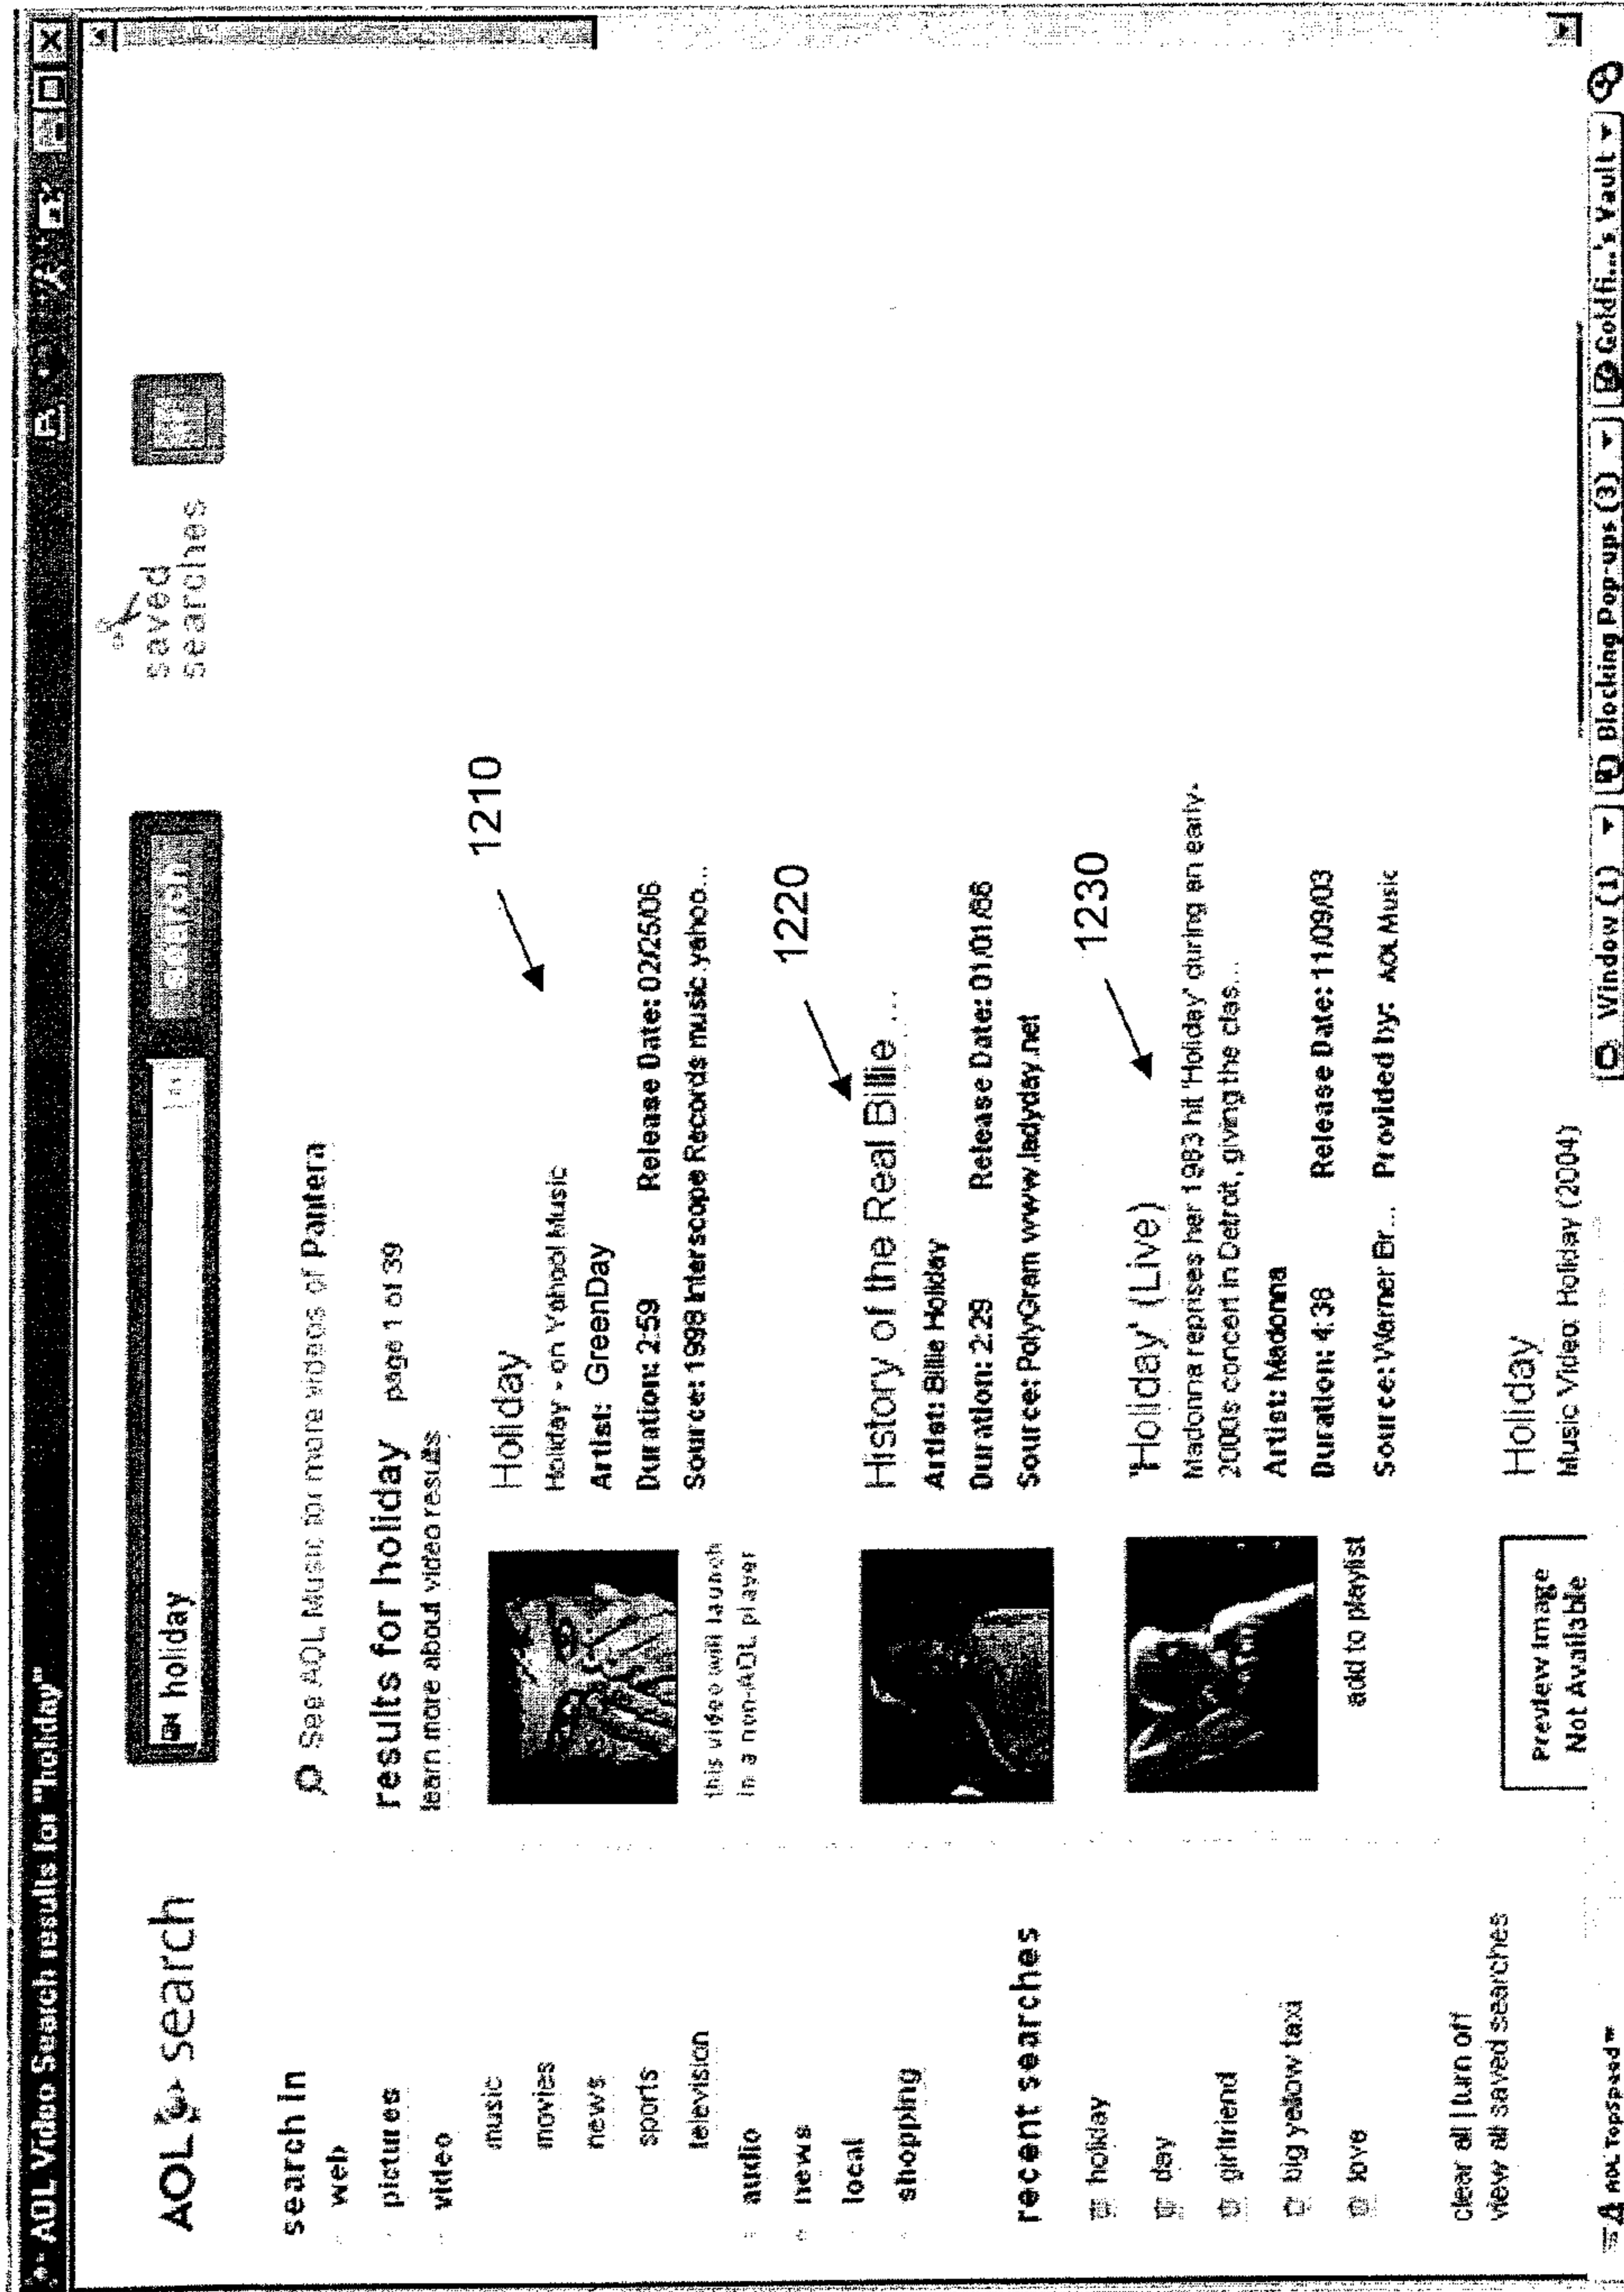 AOL Video Search results for "holiday"
AOL search
holiday
search
saved
searches
search in
web
pictures
video
music
movies
news
sports
television
audio
news
local
shopping
recent searches
holiday
day
girlfriend
big yellow taxi
love
clear all | turn off
view all saved searches
See AOL Music for more videos of Pantera
results for holiday page 1 of 39
learn more about video results
1210
Holiday
Holiday - on Yahoo! Music
Artist: GreenDay
Duration: 2:59 Release Date: 02/25/06
Source: 1998 Interscope Records music.yahoo...
this video will launch
in a non-AOL player
1220
History of the Real Billie ...
Artist: Billie Holiday
Duration: 2:29 Release Date: 01/01/86
Source: PolyGram www.ladyday.net
1230
'Holiday' (Live)
Madonna reprises her 1983 hit 'Holiday' during an early-
2000s concert in Detroit, giving the clas...
Artist: Madonna
Duration: 4:38 Release Date: 11/09/03
Source: Warner Br... Provided by: AOL Music
add to playlist
Preview Image
Not Available
Holiday
Music Video: Holiday (2004)
AOL TopSpeed™
Window (1)
Blocking Pop-ups (3)
Goldfi...'s Vault